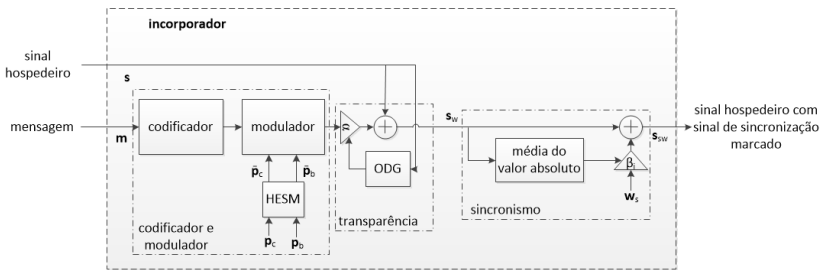 incorporador
sinal
hospedeiro
s
mensagem
m
codificador
modulador
p̄c
p̄b
HESM
pc
pb
codificador e
modulador
ODG
transparência
sw
média do
valor absoluto
βi
ws
sincronismo
ssw
sinal hospedeiro com
sinal de sincronização
marcado